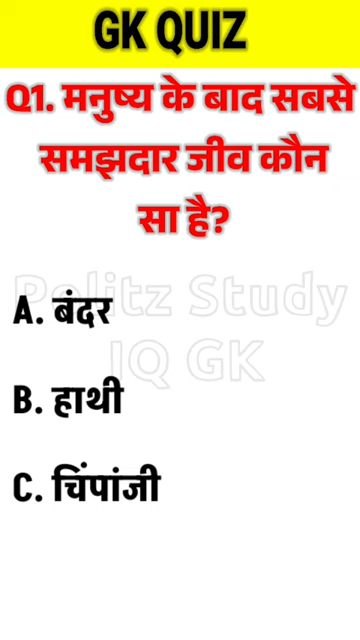 GK QUIZ
Q1. मनुष्य के बाद सबसे
समझदार जीव कौन
सा है?
Politz Study
IQ GK
A. बंदर
B. हाथी
C. चिंपांजी